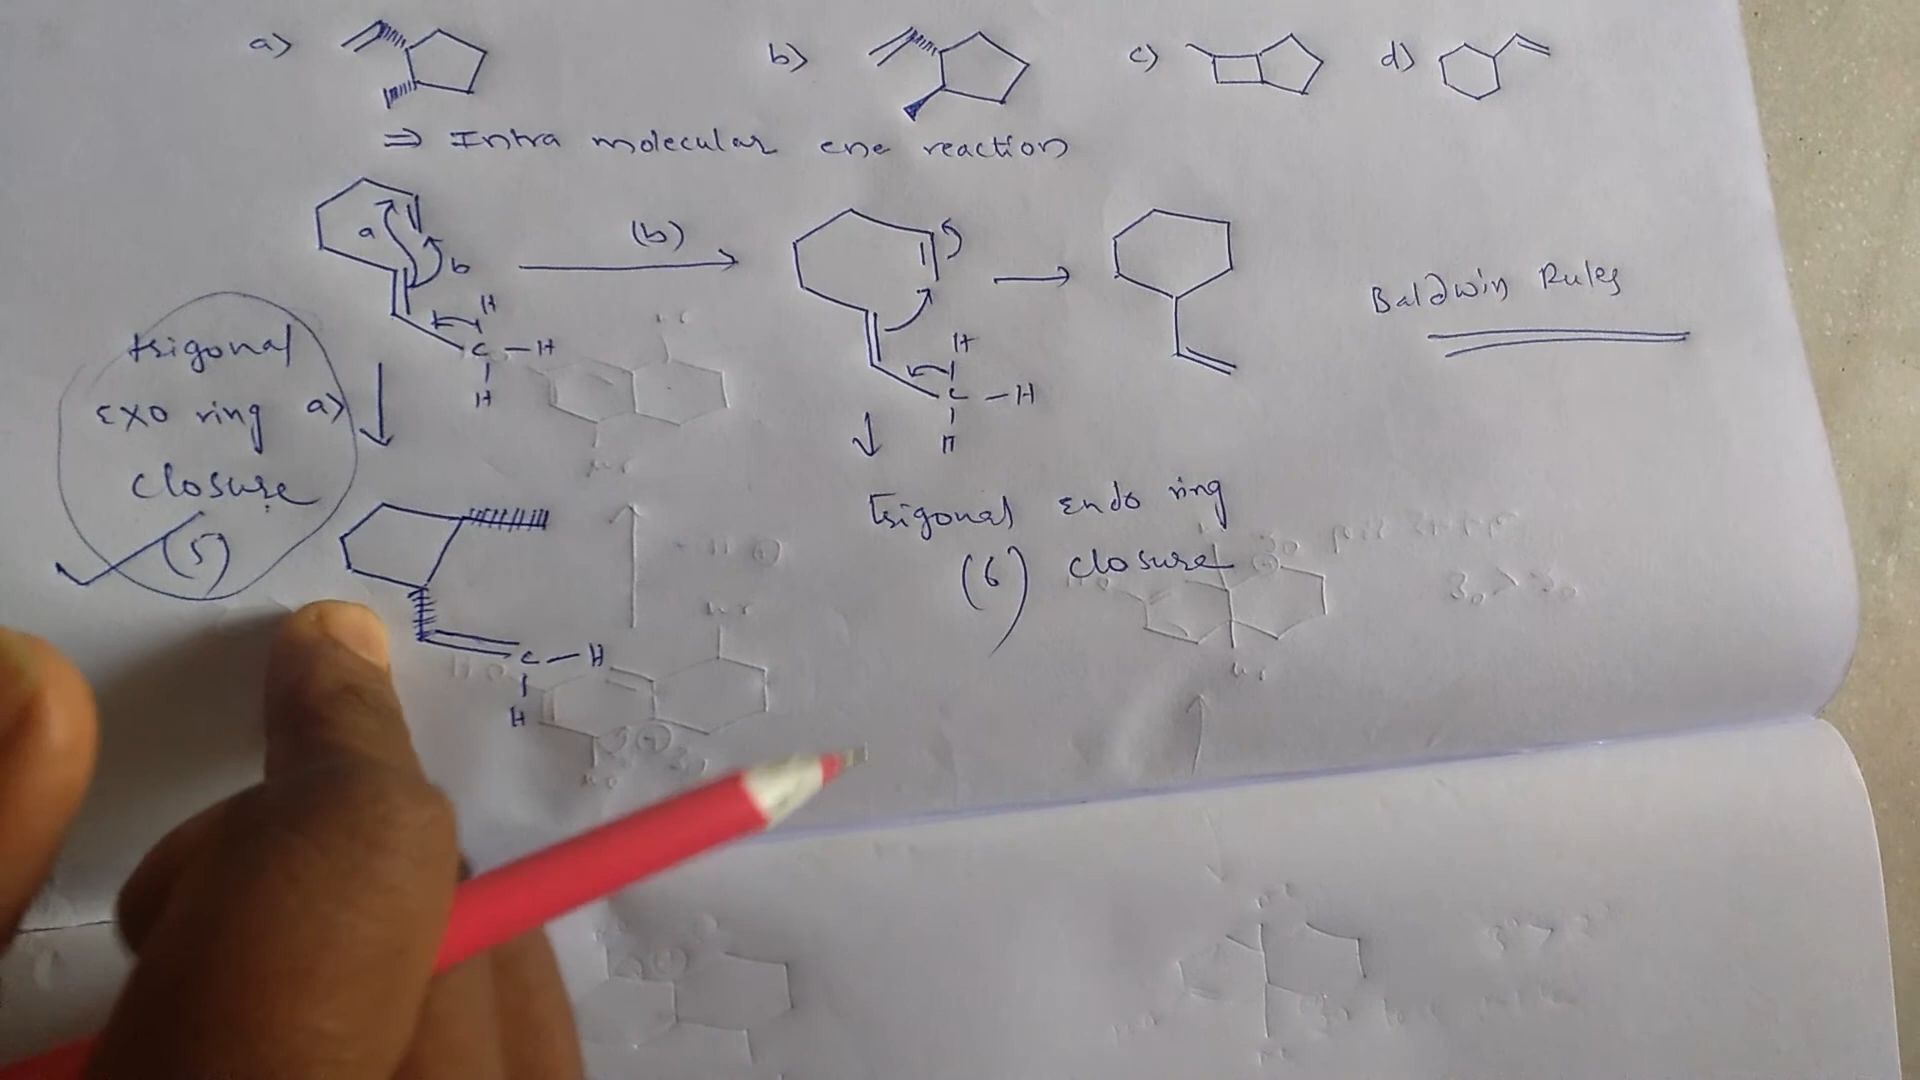 a) b) c) d)
⇒ Intra molecular ene reaction
a b (b)
H
C - H
H
Baldwin Rules
H
C - H
H
trigonal
exo ring a)
closure
(5)
trigonal endo ring
(6) closure
C - H
H